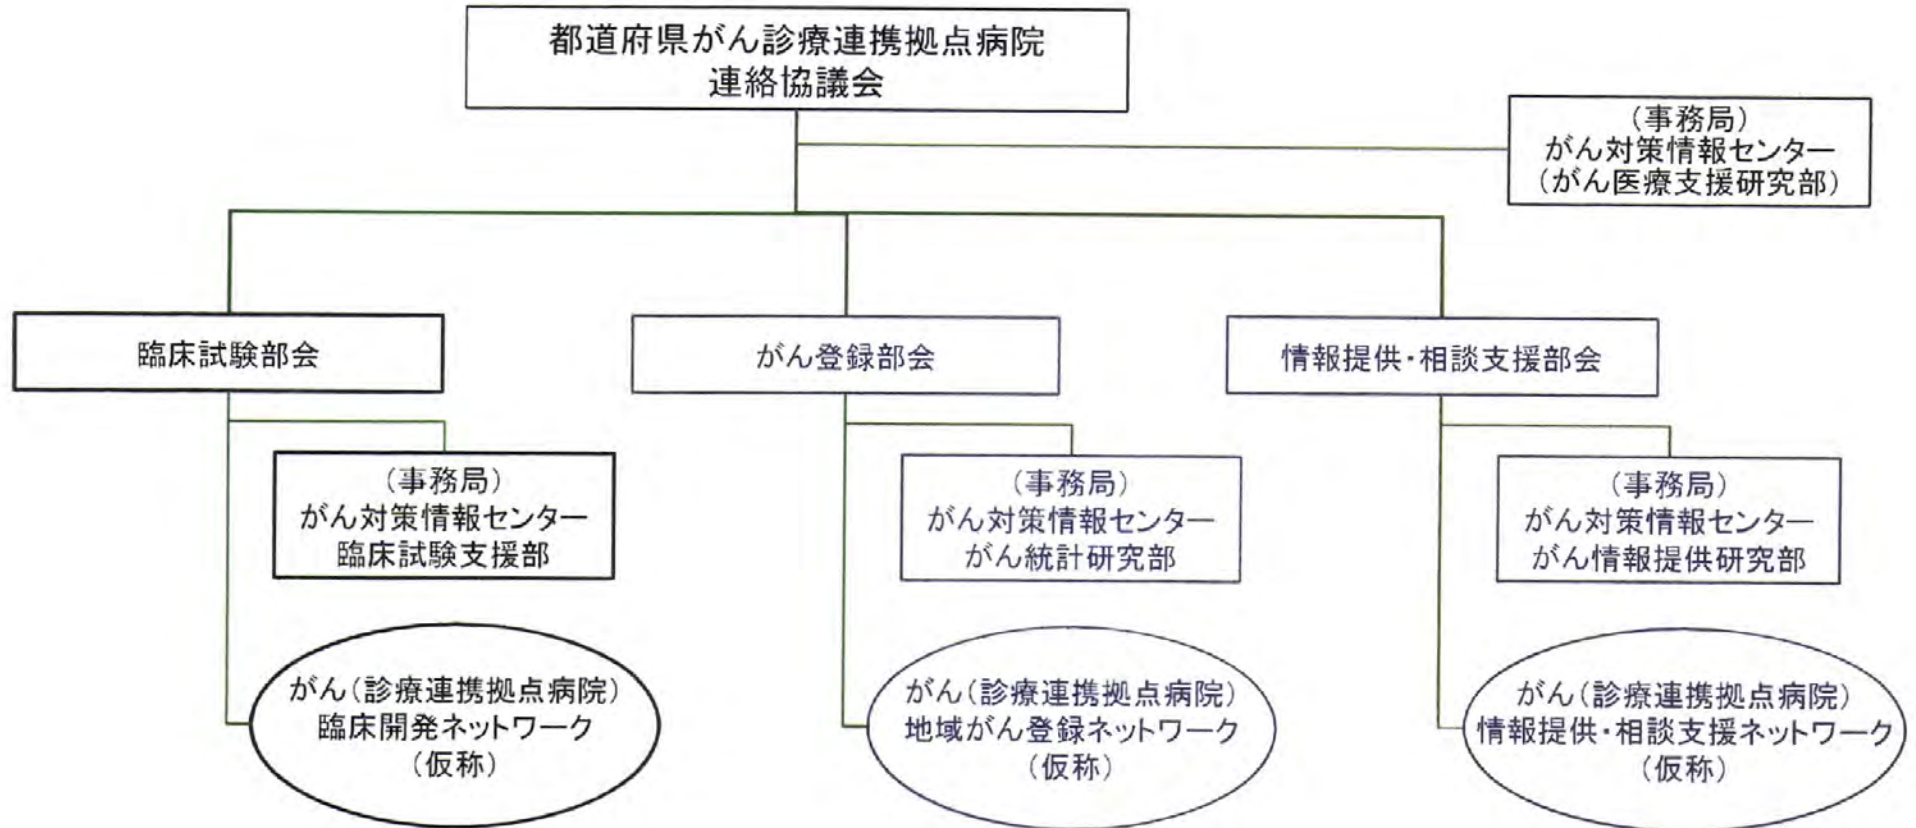 都道府県がん診療連携拠点病院
連絡協議会
(事務局)
がん対策情報センター
(がん医療支援研究部)
臨床試験部会
がん登録部会
情報提供・相談支援部会
(事務局)
がん対策情報センター
臨床試験支援部
(事務局)
がん対策情報センター
がん統計研究部
(事務局)
がん対策情報センター
がん情報提供研究部
がん(診療連携拠点病院)
臨床開発ネットワーク
(仮称)
がん(診療連携拠点病院)
地域がん登録ネットワーク
(仮称)
がん(診療連携拠点病院)
情報提供・相談支援ネットワーク
(仮称)